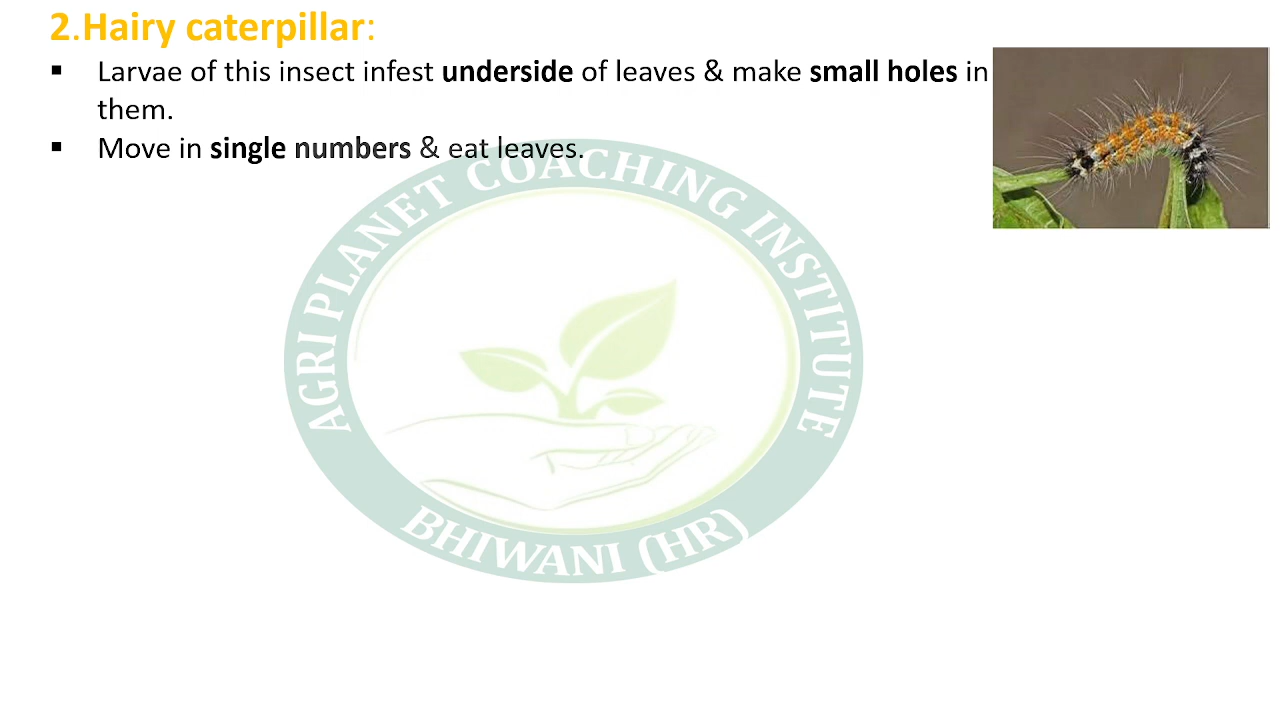 2.Hairy caterpillar:
▪ Larvae of this insect infest underside of leaves & make small holes in
them.
▪ Move in single numbers & eat leaves.
AGRI PLANET COACHING INSTITUTE
BHIWANI (HR)